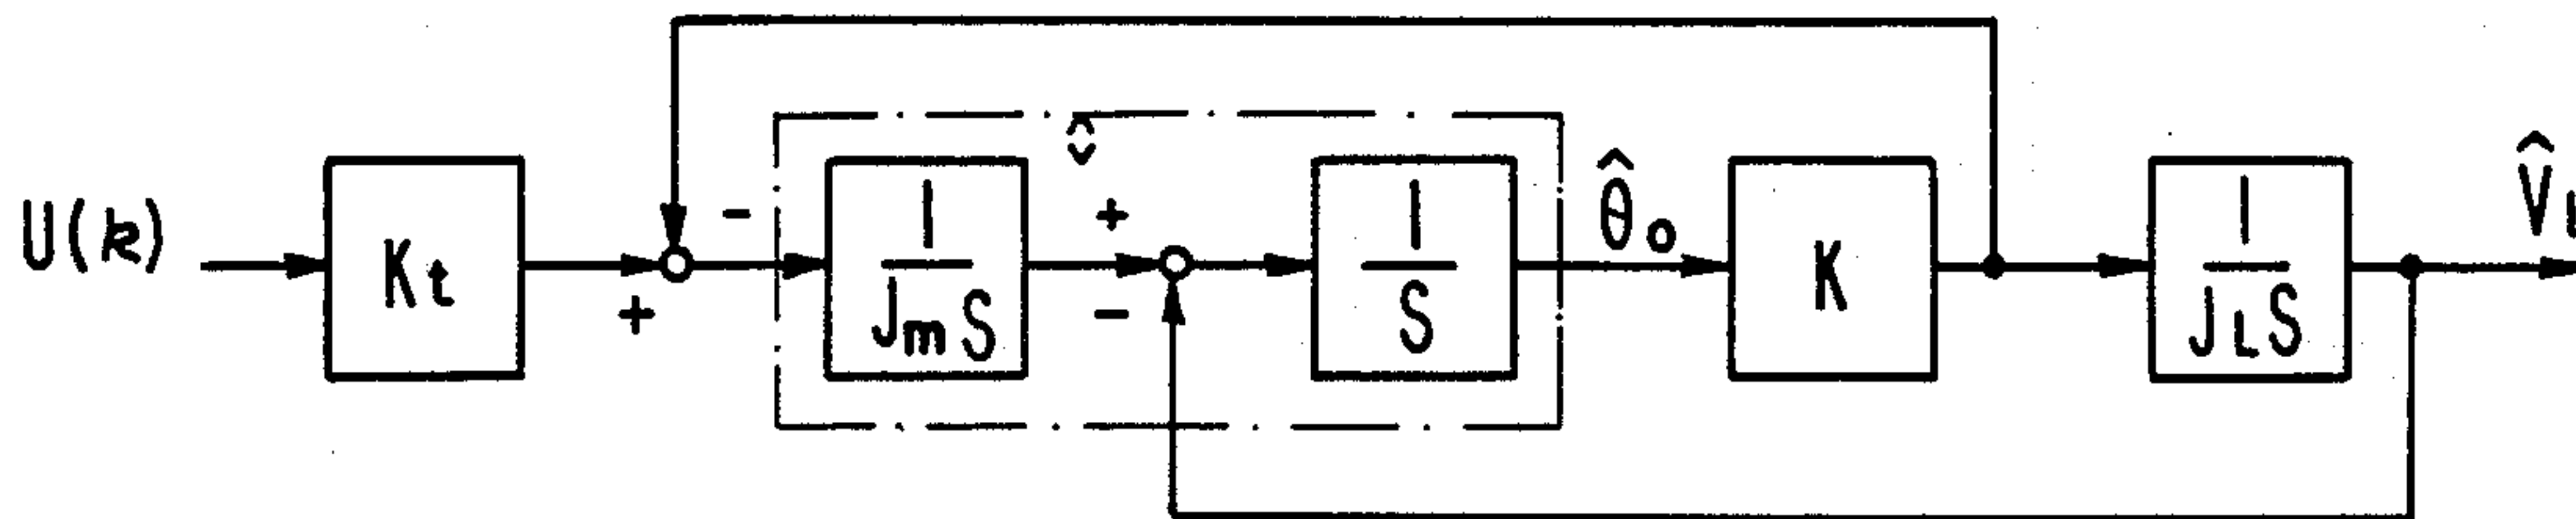 U(k)
Kt
-
+
1
JmS
v̂
+
-
1
S
θ̂o
K
1
JLS
V̂L